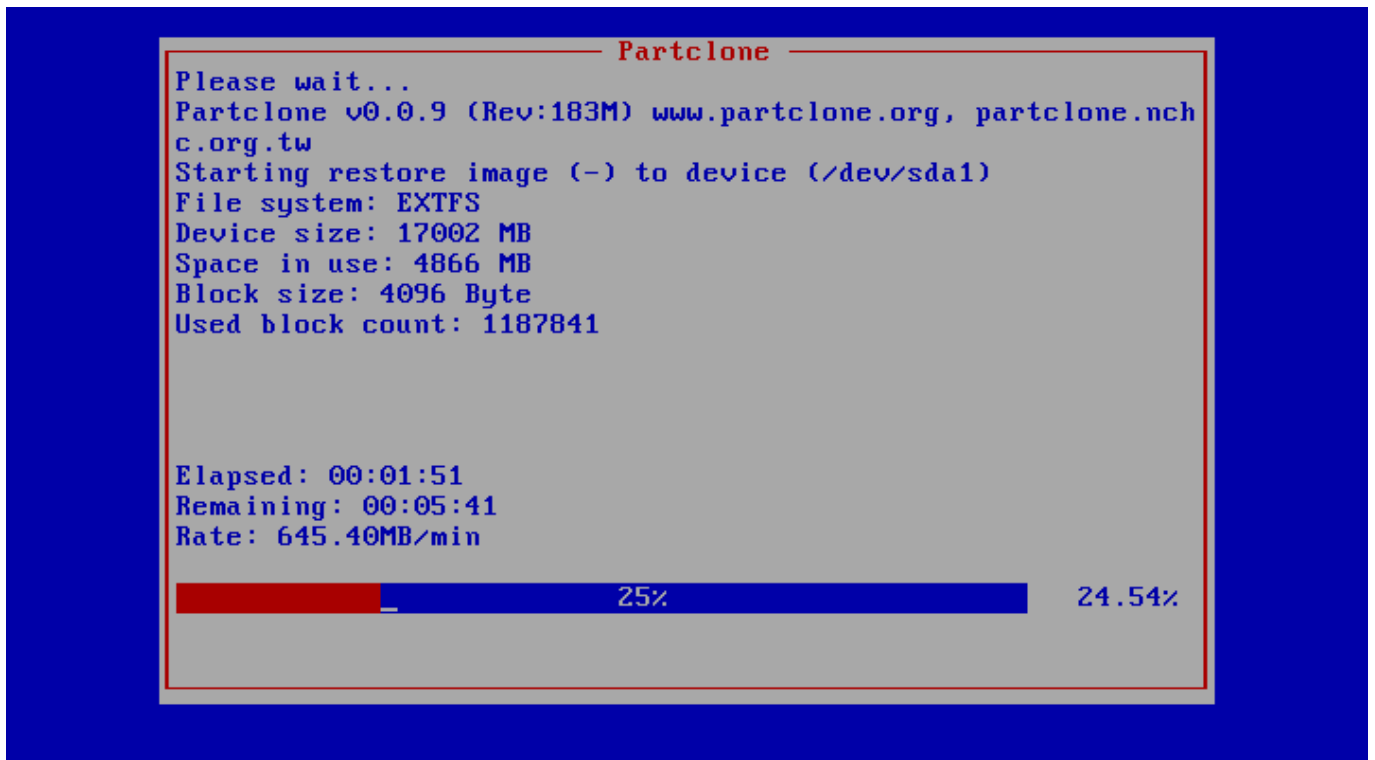 Partclone
Please wait...
Partclone v0.0.9 (Rev:183M) www.partclone.org, partclone.nch
c.org.tw
Starting restore image (-) to device (/dev/sda1)
File system: EXTFS
Device size: 17002 MB
Space in use: 4866 MB
Block size: 4096 Byte
Used block count: 1187841
Elapsed: 00:01:51
Remaining: 00:05:41
Rate: 645.40MB/min
25% 24.54%